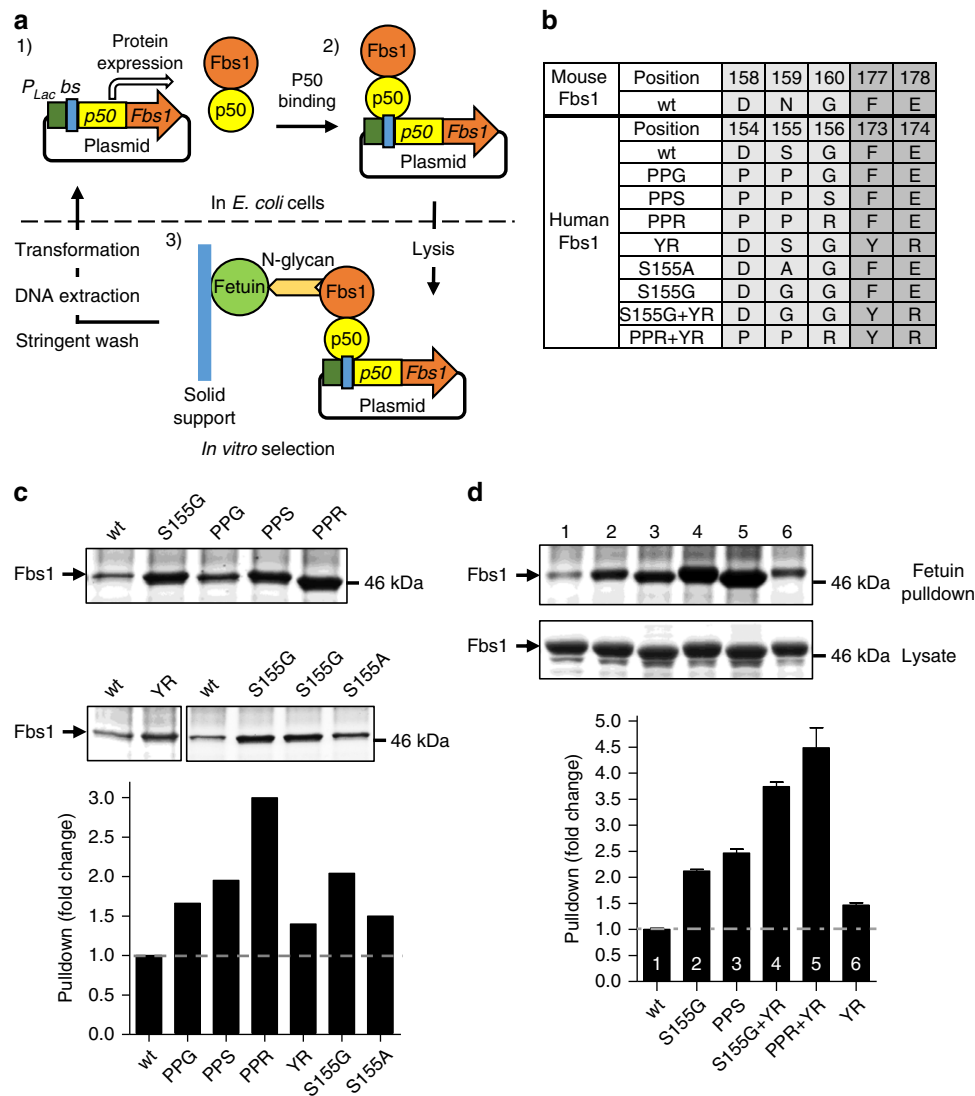 a
1)
Protein
expression
Fbs1
p50
P50
binding
2)
Fbs1
p50
PLac bs
p50 Fbs1
Plasmid
p50 Fbs1
Plasmid
In E. coli cells
Transformation
DNA extraction
Stringent wash
3)
N-glycan
Fetuin
Fbs1
p50
Lysis
p50 Fbs1
Plasmid
Solid
support
In vitro selection
b
Mouse Fbs1 Position 158 159 160 177 178
wt D N G F E
Human Fbs1 Position 154 155 156 173 174
wt D S G F E
PPG P P G F E
PPS P P S F E
PPR P P R F E
YR D S G Y R
S155A D A G F E
S155G D G G F E
S155G+YR D G G Y R
PPR+YR P P R Y R
c
wt S155G PPG PPS PPR
Fbs1
46 kDa
wt YR wt S155G S155G S155A
Fbs1
46 kDa
Pulldown (fold change)
3.0
2.5
2.0
1.5
1.0
0.5
0.0
wt PPG PPS PPR YR S155G S155A
d
1 2 3 4 5 6
Fbs1
46 kDa
Fetuin
pulldown
Fbs1
46 kDa
Lysate
Pulldown (fold change)
5.0
4.5
4.0
3.5
3.0
2.5
2.0
1.5
1.0
0.5
0.0
1 2 3 4 5 6
wt S155G PPS S155G+YR PPR+YR YR